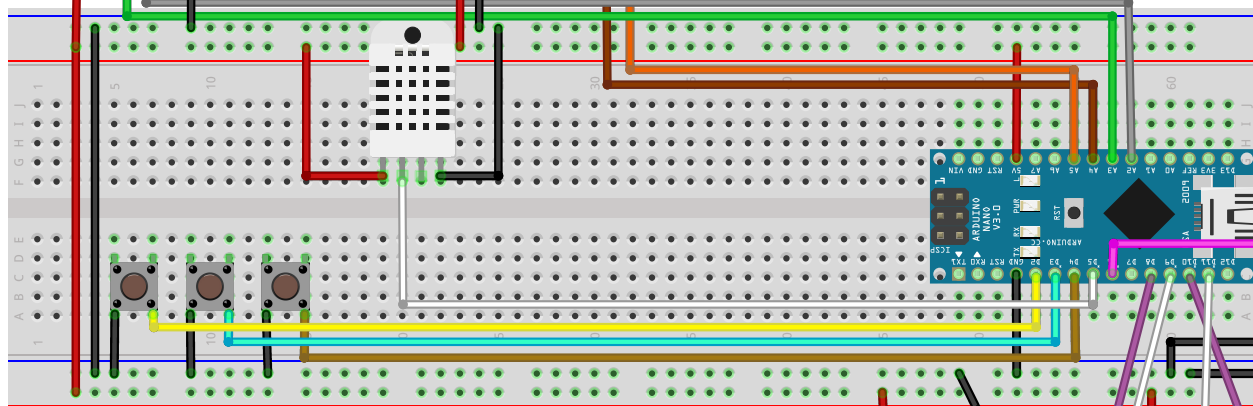 1 5 10 30 60
J J
I I
H H
G
F
VIN GND RST 5V A7 A6 A5 A4 A3 A2 A1 A0 REF 3V3 D13
2009
PWR
RST
ARDUINO
NANO
V3.0
RX
TX
ICSP
ARDUINO.CC
E
D
C
B B
A A
TX1 RX0 RST GND D2 D3 D4 D5 D7 D8 D9 D10 D11 D12
1 10